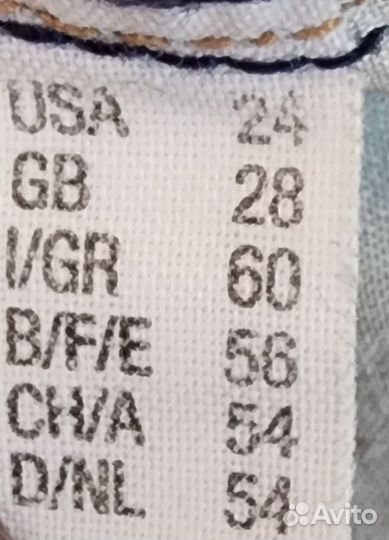 USA 24
GB 28
I/GR 60
B/F/E 56
CH/A 54
D/NL 54
Avito